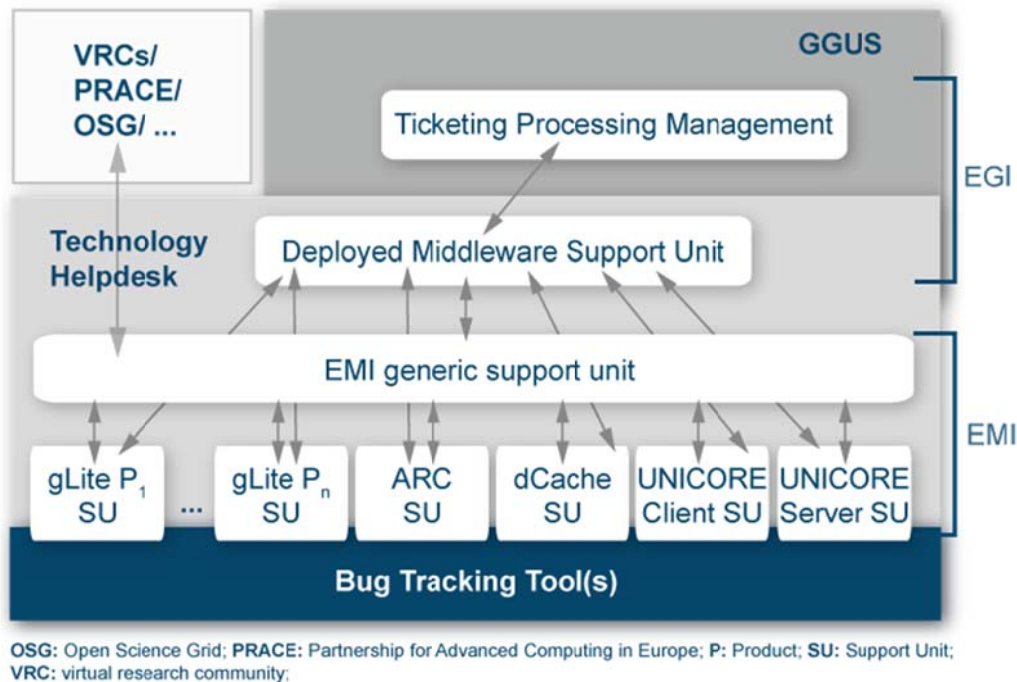 VRCs/
PRACE/
OSG/ ...
GGUS
Ticketing Processing Management
EGI
Technology
Helpdesk
Deployed Middleware Support Unit
EMI generic support unit
EMI
gLite P₁
SU
...
gLite Pₙ
SU
ARC
SU
dCache
SU
UNICORE
Client SU
UNICORE
Server SU
Bug Tracking Tool(s)
OSG: Open Science Grid; PRACE: Partnership for Advanced Computing in Europe; P: Product; SU: Support Unit;
VRC: virtual research community;